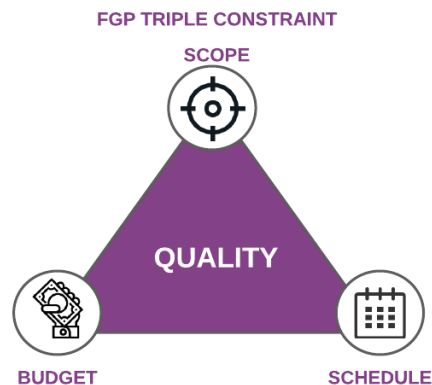 FGP TRIPLE CONSTRAINT
SCOPE
QUALITY
BUDGET
SCHEDULE